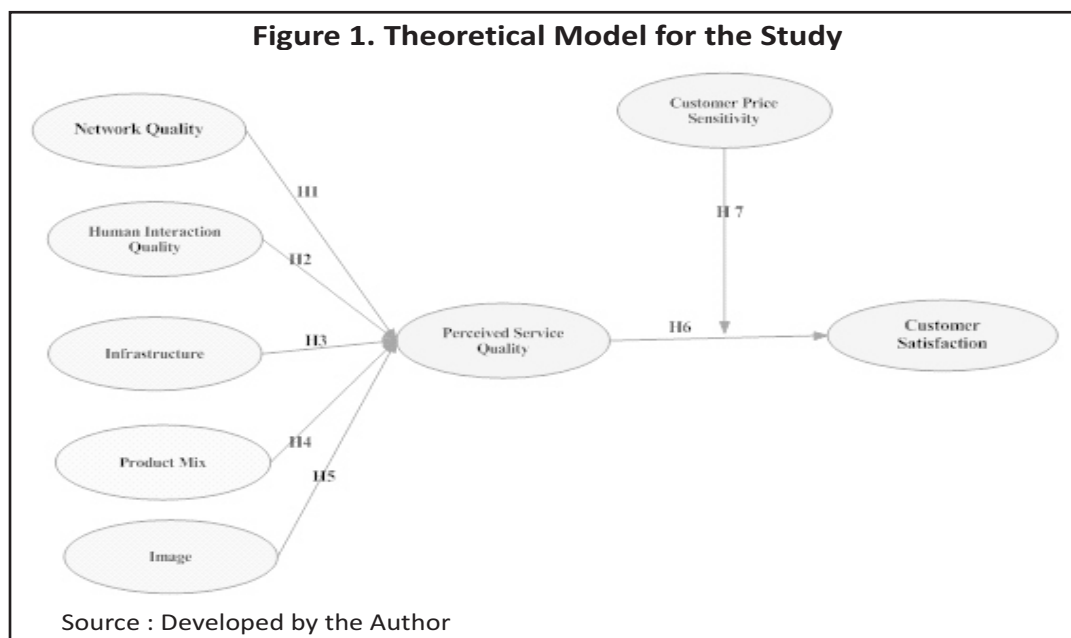 Figure 1. Theoretical Model for the Study
Customer Price
Sensitivity
Network Quality
H1
H 7
Human Interaction
Quality
H2
Infrastructure
H3
Perceived Service
Quality
H6
Customer
Satisfaction
H4
Product Mix
H5
Image
Source : Developed by the Author